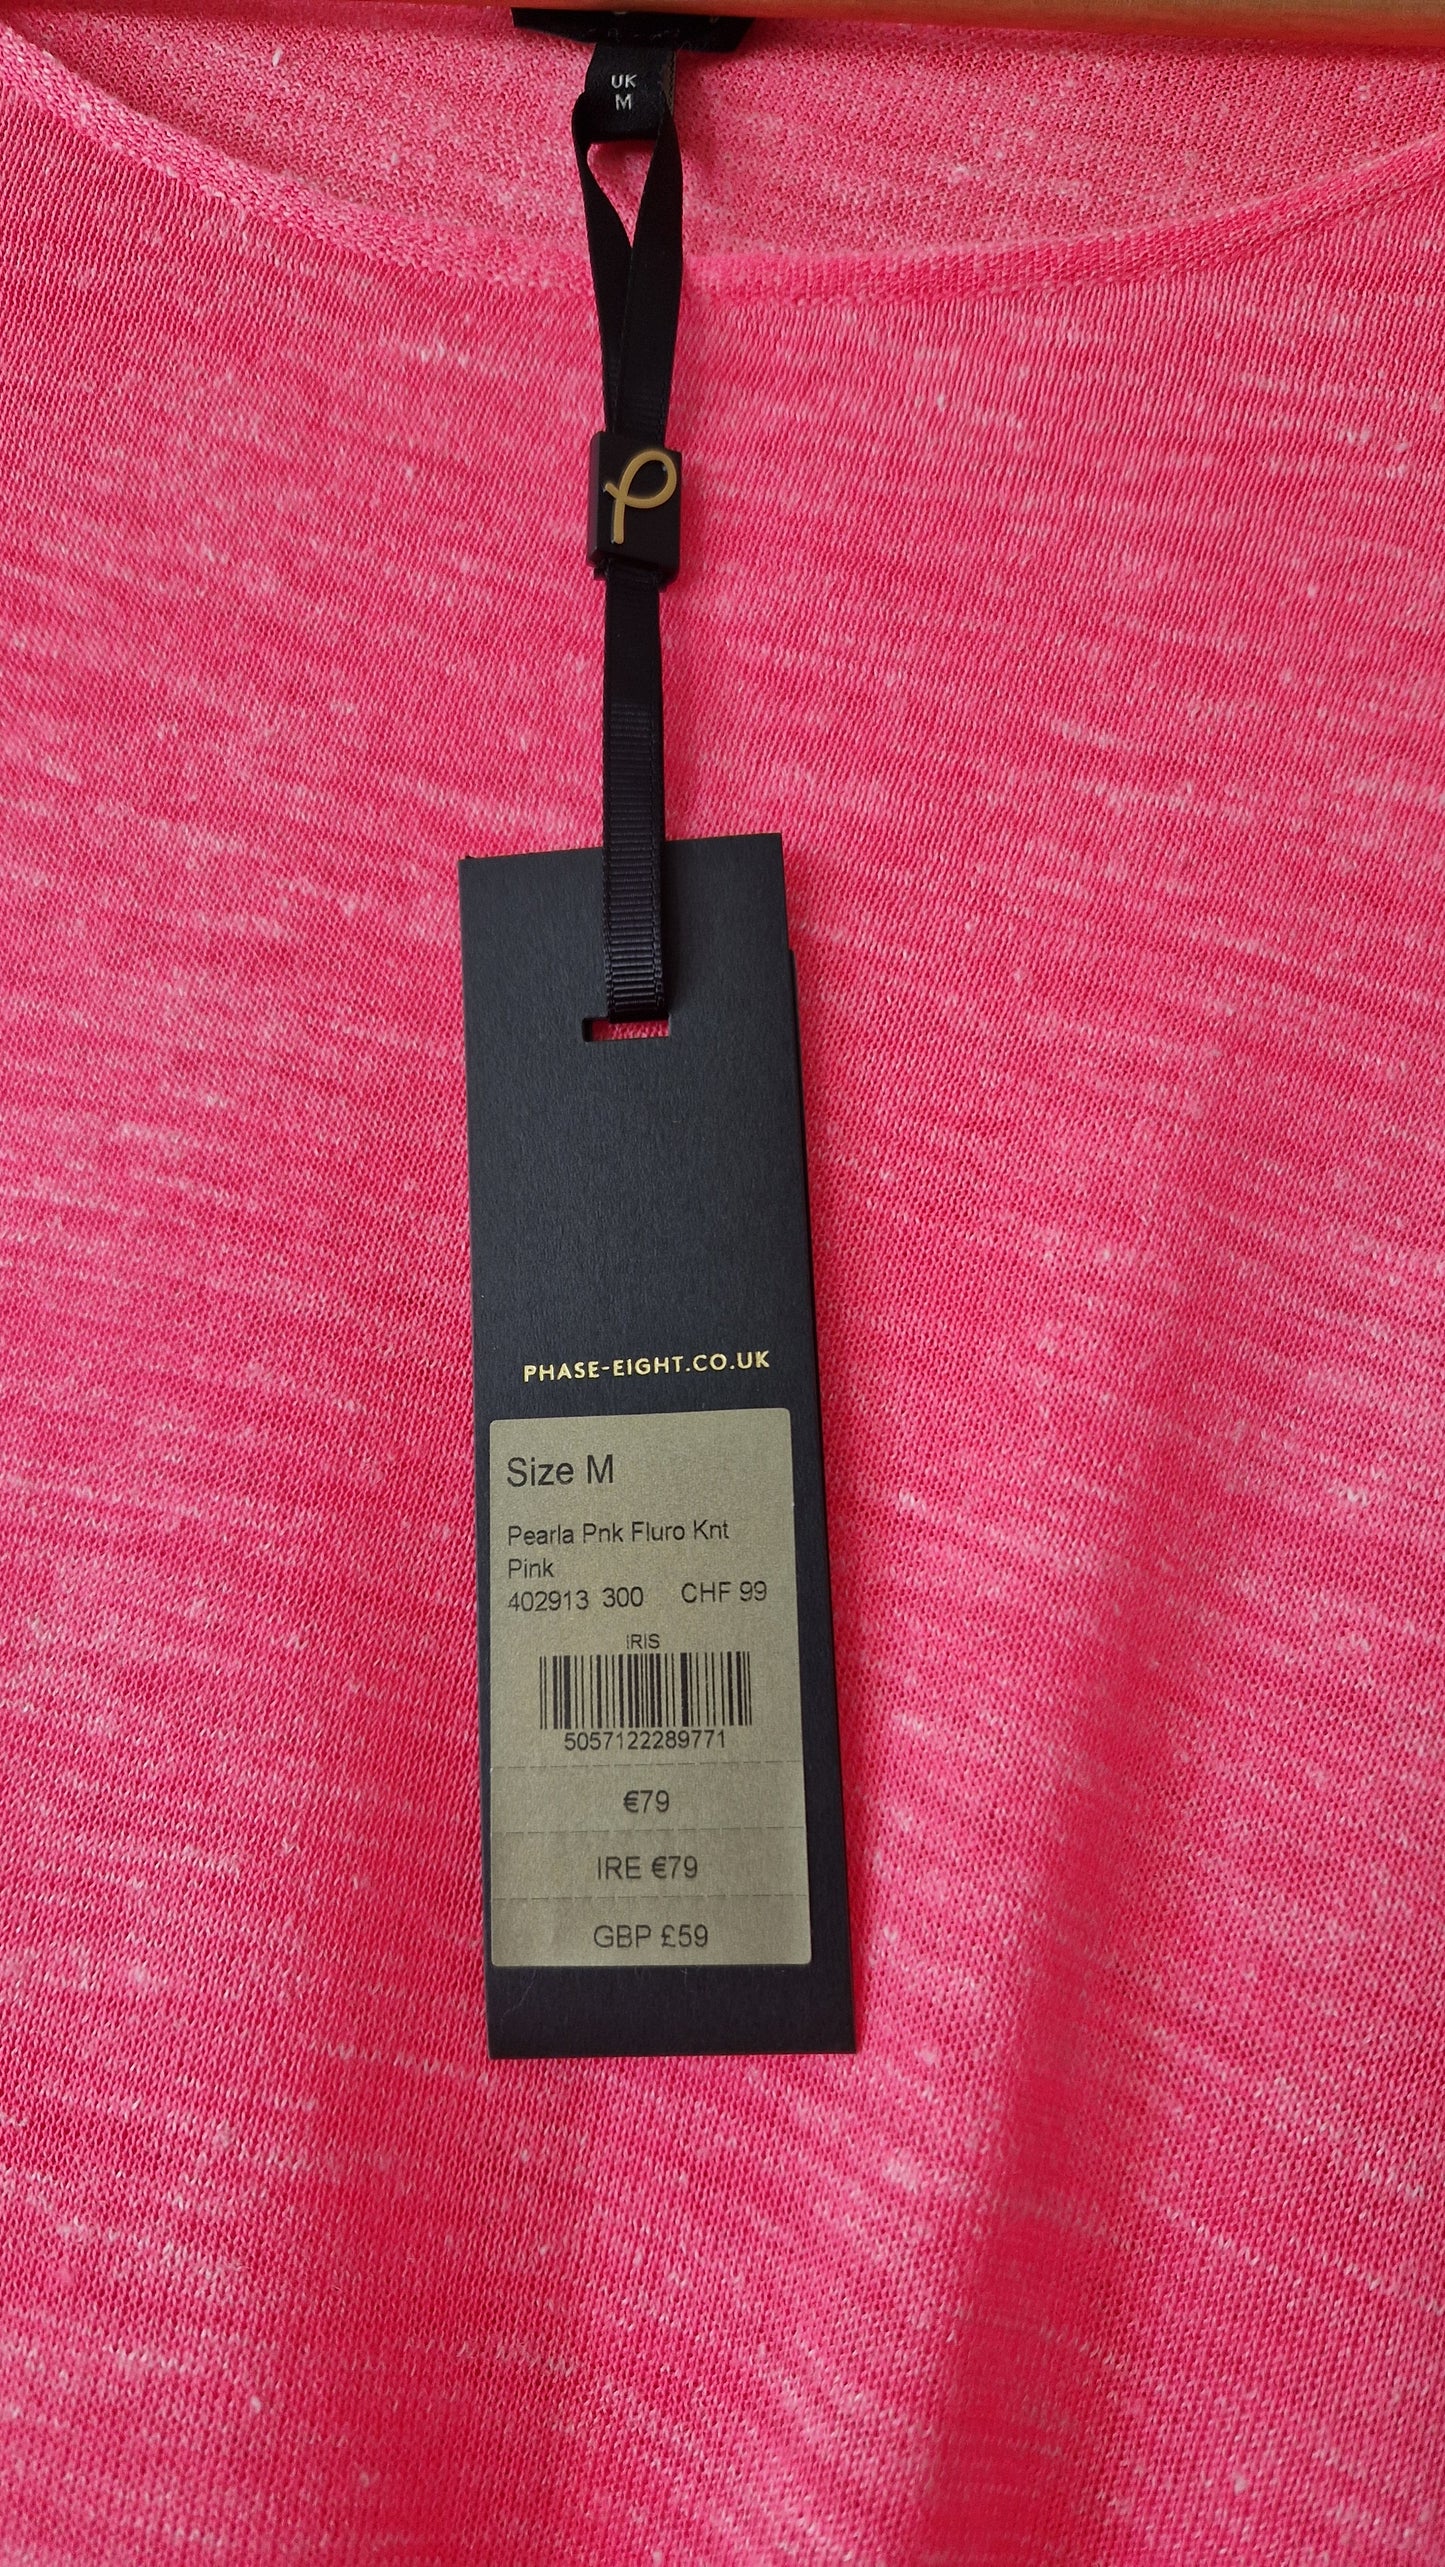 UK
M
PHASE-EIGHT.CO.UK
Size M
Pearla Pnk Fluro Knt
Pink
402913 300 CHF 99
IRIS
5057122289771
€79
IRE €79
GBP £59